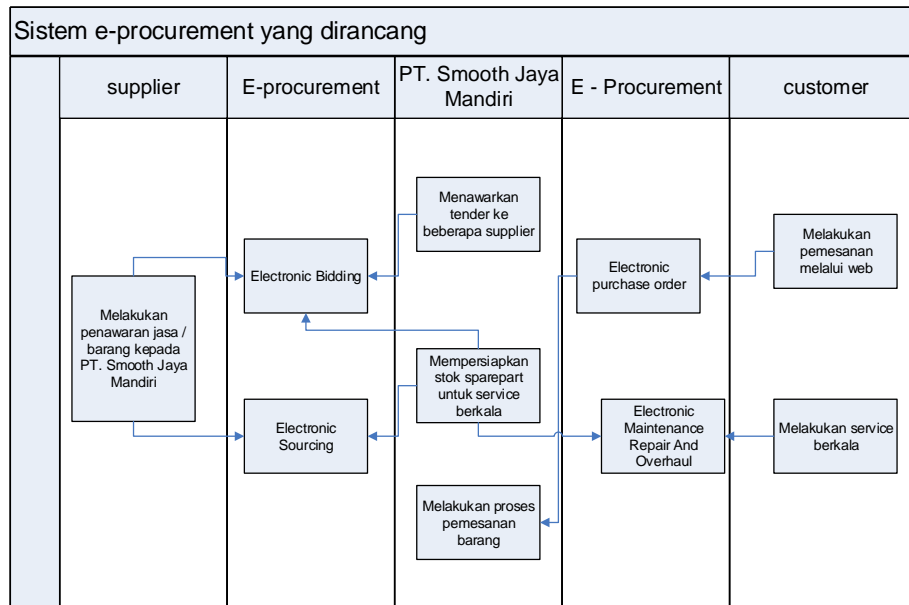 Sistem e-procurement yang dirancang
supplier
E-procurement
PT. Smooth Jaya
Mandiri
E - Procurement
customer
Menawarkan
tender ke
beberapa supplier
Melakukan
pemesanan
melalui web
Electronic Bidding
Electronic
purchase order
Melakukan
penawaran jasa /
barang kepada
PT. Smooth Jaya
Mandiri
Mempersiapkan
stok sparepart
untuk service
berkala
Electronic
Sourcing
Electronic
Maintenance
Repair And
Overhaul
Melakukan service
berkala
Melakukan proses
pemesanan
barang